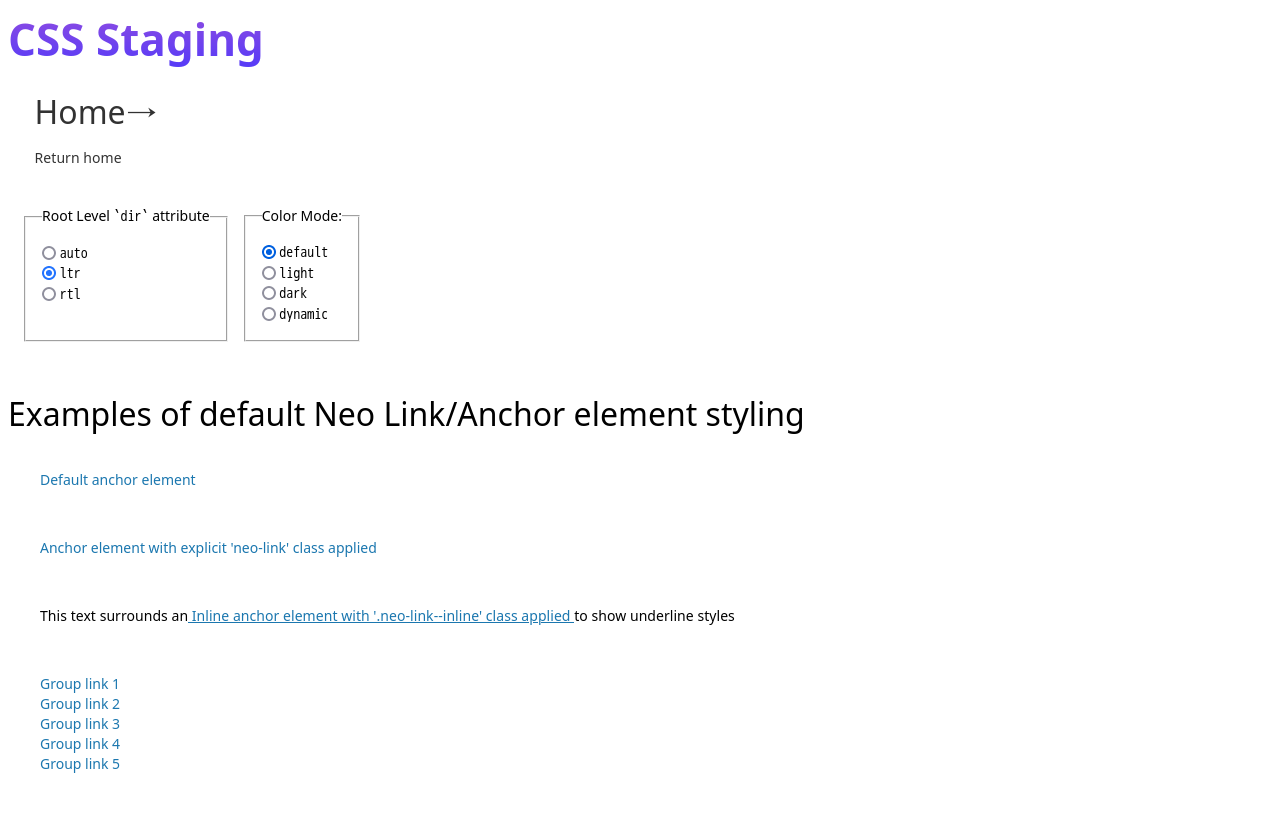 CSS Staging
Home→
Return home
Root Level `dir` attribute
auto
ltr
rtl
Color Mode:
default
light
dark
dynamic
Examples of default Neo Link/Anchor element styling
Default anchor element
Anchor element with explicit 'neo-link' class applied
This text surrounds an Inline anchor element with '.neo-link--inline' class applied to show underline styles
Group link 1
Group link 2
Group link 3
Group link 4
Group link 5